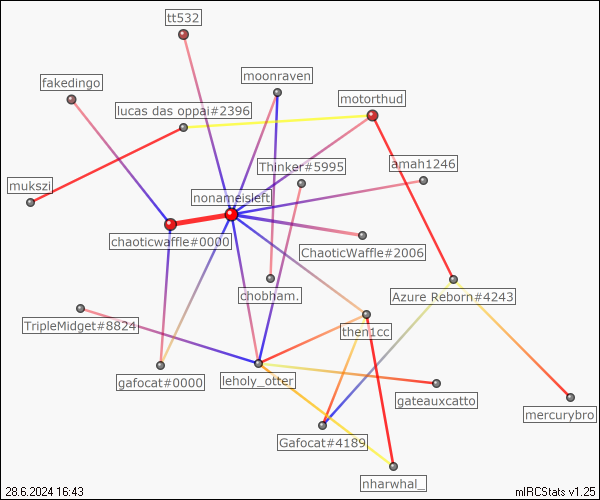 tt532
fakedingo
moonraven
lucas das oppai#2396
motorthud
Thinker#5995
amah1246
mukszi
nonameisleft
chaoticwaffle#0000
ChaoticWaffle#2006
chobham.
Azure Reborn#4243
TripleMidget#8824
then1cc
gafocat#0000
leholy_otter
gateauxcatto
mercurybro
Gafocat#4189
nharwhal_
28.6.2024 16:43
mIRCStats v1.25